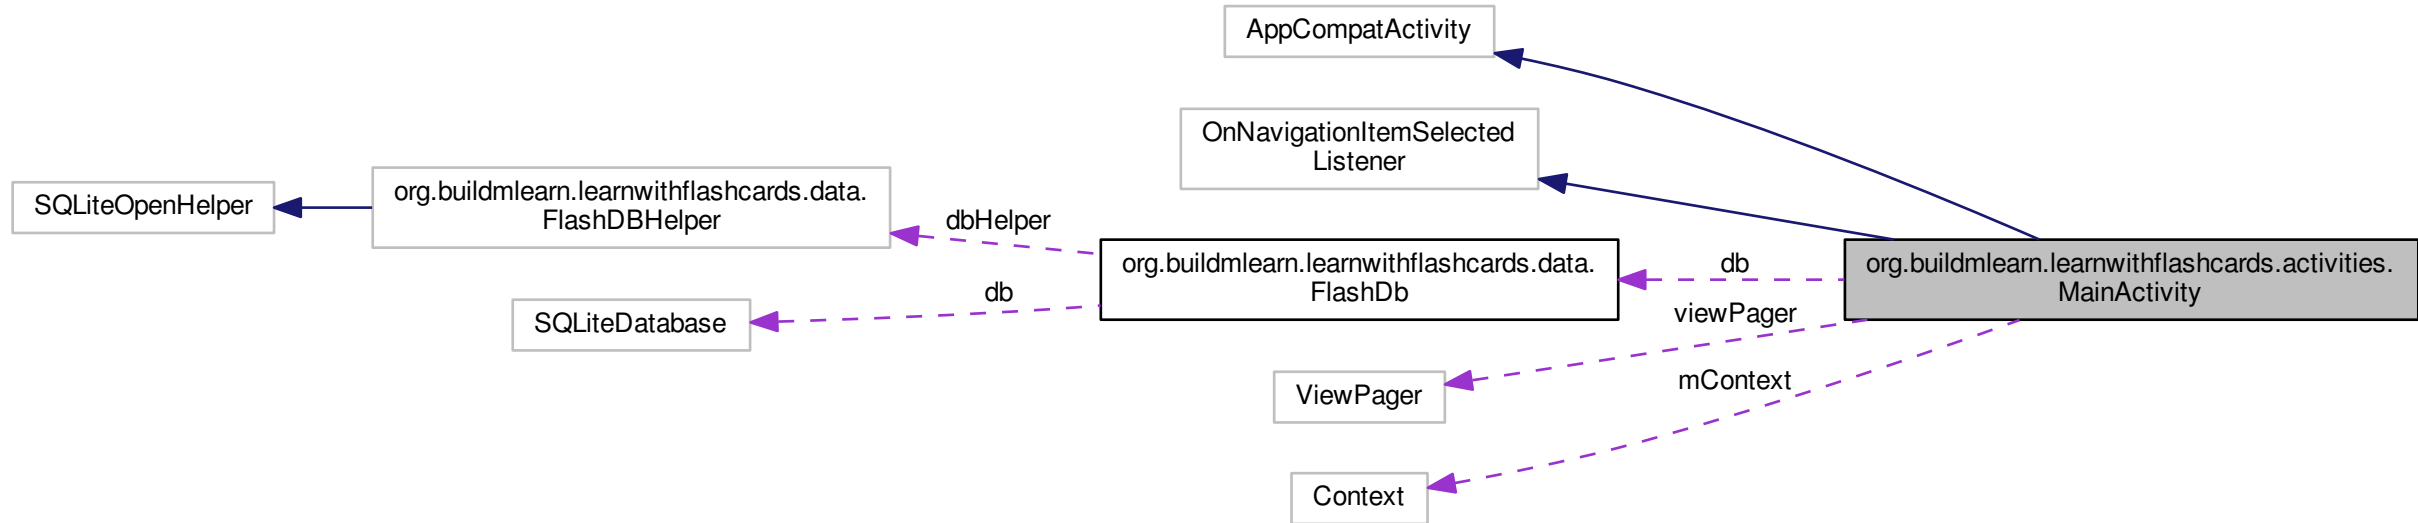 AppCompatActivity
OnNavigationItemSelected
Listener
SQLiteOpenHelper
org.buildmlearn.learnwithflashcards.data.
FlashDBHelper
dbHelper
org.buildmlearn.learnwithflashcards.data.
FlashDb
db
org.buildmlearn.learnwithflashcards.activities.
MainActivity
SQLiteDatabase
db
viewPager
ViewPager
mContext
Context